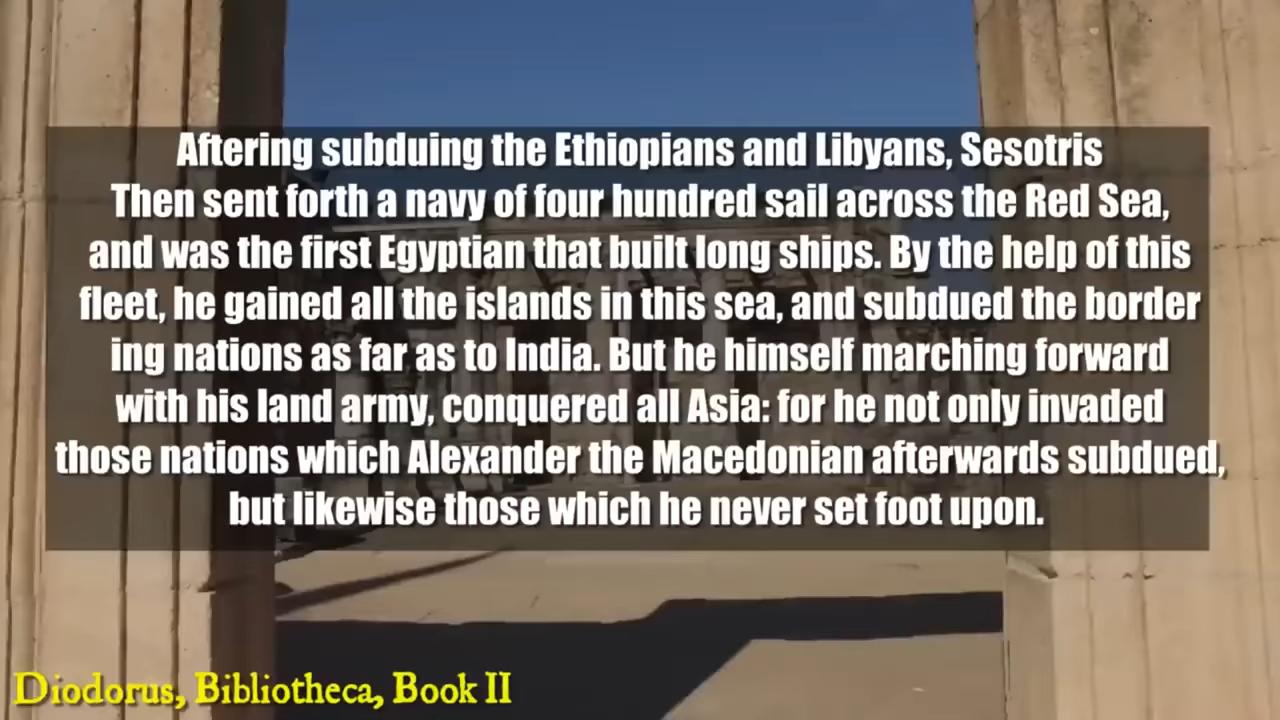 Aftering subduing the Ethiopians and Libyans, Sesotris
Then sent forth a navy of four hundred sail across the Red Sea,
and was the first Egyptian that built long ships. By the help of this
fleet, he gained all the islands in this sea, and subdued the border
ing nations as far as to India. But he himself marching forward
with his land army, conquered all Asia: for he not only invaded
those nations which Alexander the Macedonian afterwards subdued,
but likewise those which he never set foot upon.
Diodorus, Bibliotheca, Book II